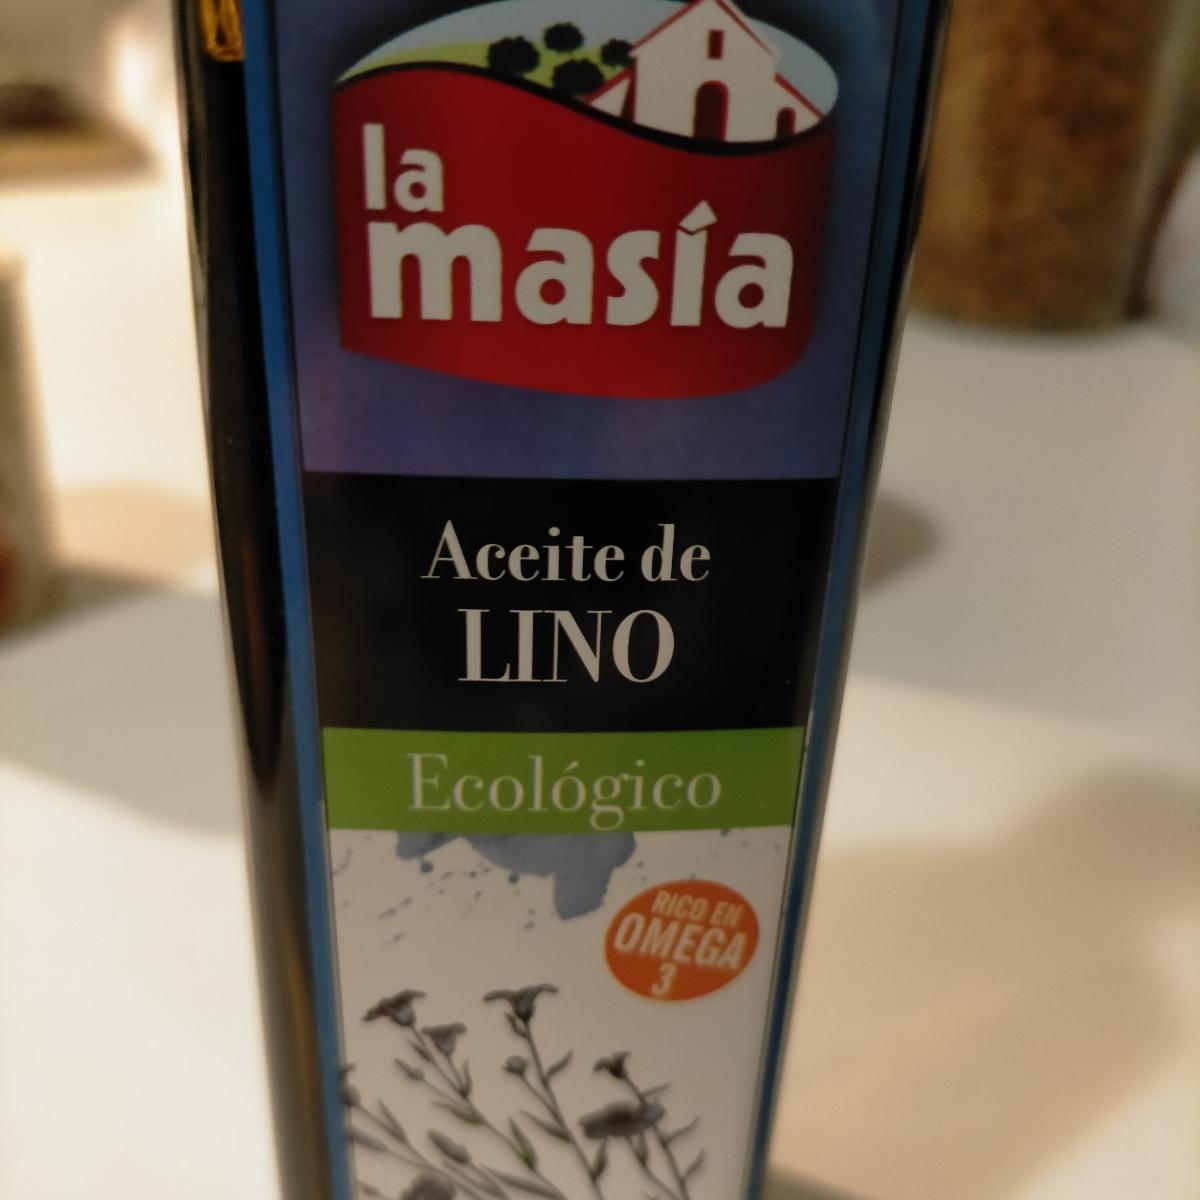 la
masía
Aceite de
LINO
Ecológico
RICO EN
OMEGA
3